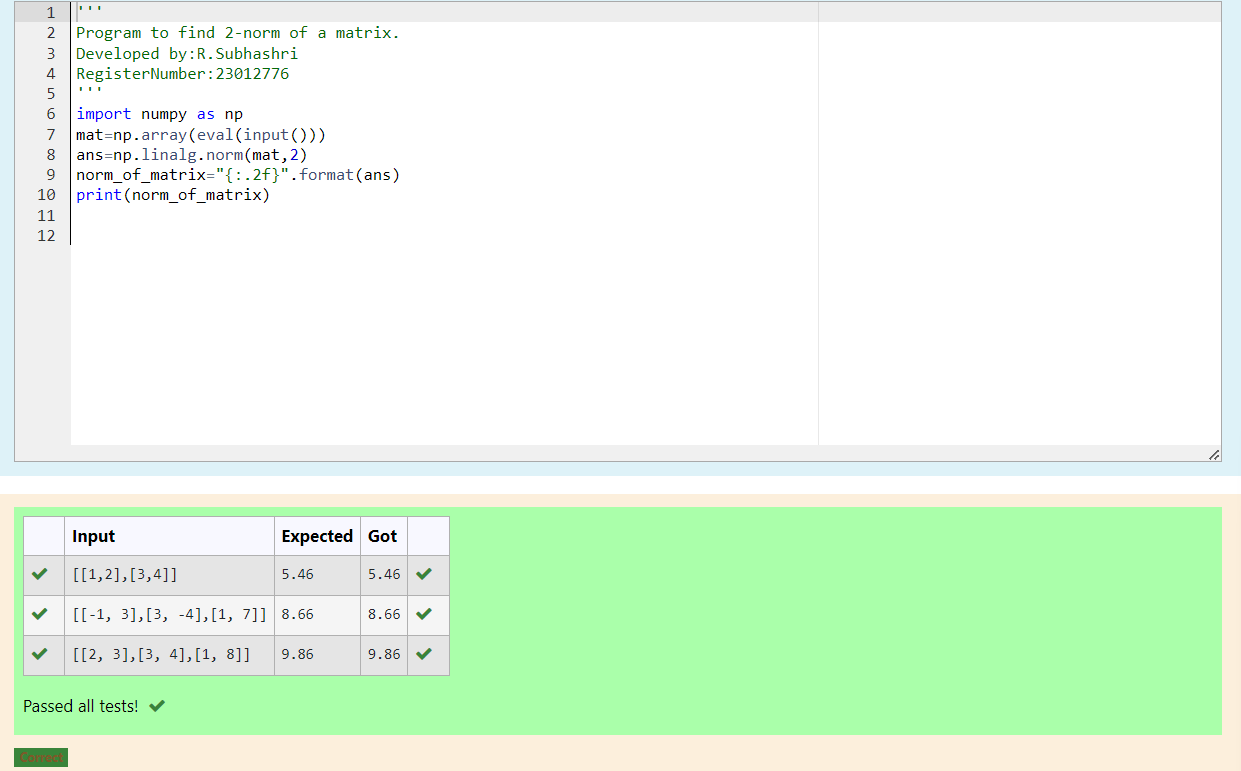 1 '''
2 Program to find 2-norm of a matrix.
3 Developed by:R.Subhashri
4 RegisterNumber:23012776
5 '''
6 import numpy as np
7 mat=np.array(eval(input()))
8 ans=np.linalg.norm(mat,2)
9 norm_of_matrix="{:.2f}".format(ans)
10 print(norm_of_matrix)
11
12
Input Expected Got
[[1,2],[3,4]] 5.46 5.46
[[-1, 3],[3, -4],[1, 7]] 8.66 8.66
[[2, 3],[3, 4],[1, 8]] 9.86 9.86
Passed all tests!
Correct